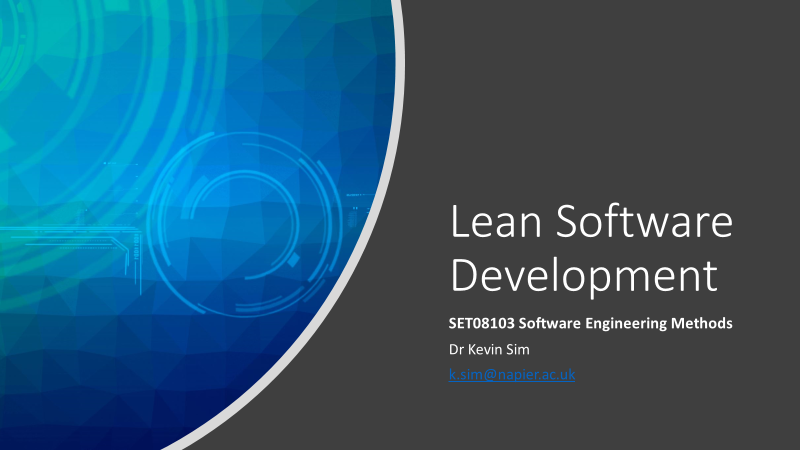 Lean Software
Development
SET08103 Software Engineering Methods
Dr Kevin Sim
k.sim@napier.ac.uk